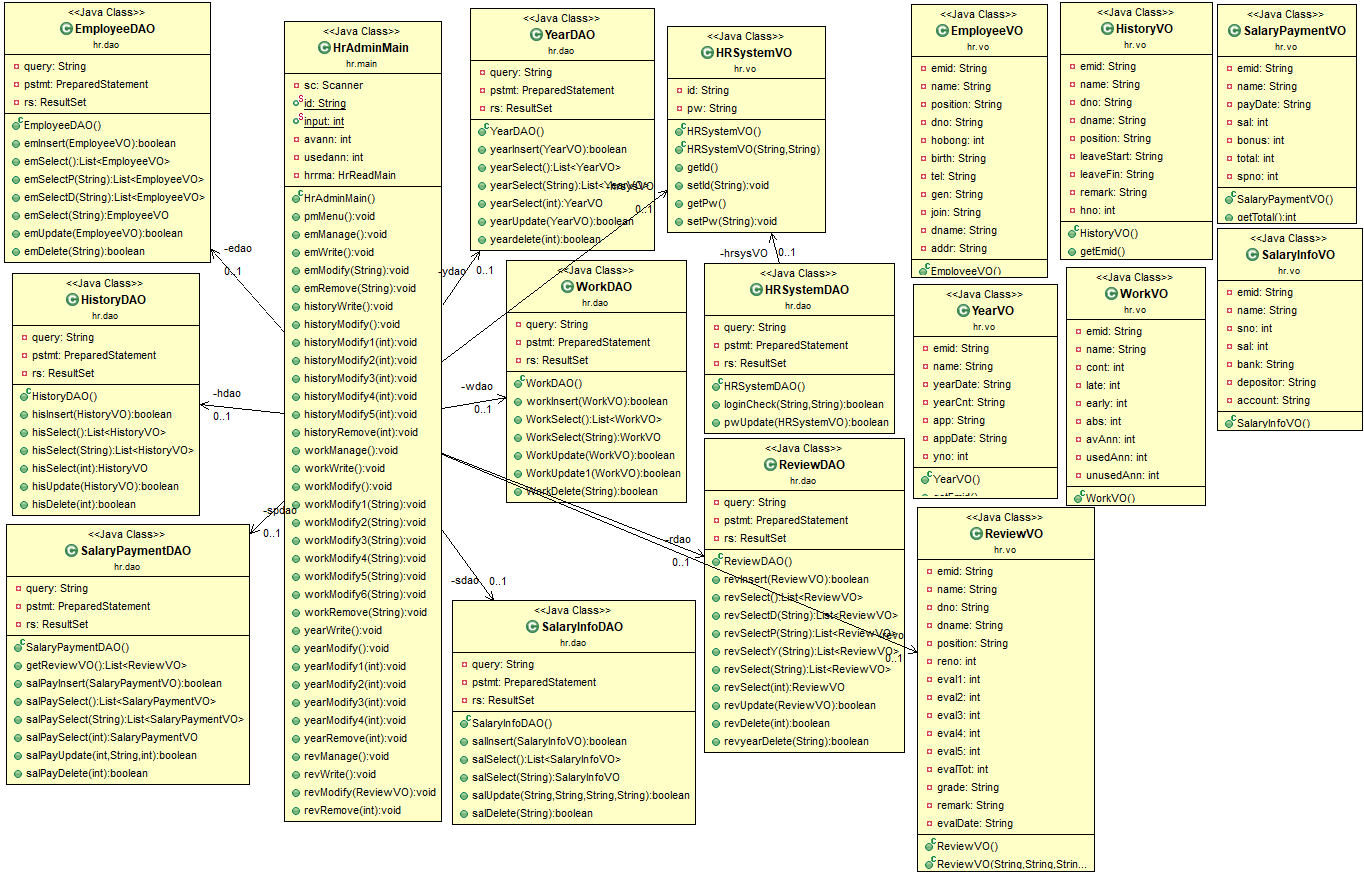 <<Java Class>>
EmployeeDAO
hr.dao
query: String
pstmt: PreparedStatement
rs: ResultSet
EmployeeDAO()
emInsert(EmployeeVO):boolean
emSelect():List<EmployeeVO>
emSelectP(String):List<EmployeeVO>
emSelectD(String):List<EmployeeVO>
emSelect(String):EmployeeVO
emUpdate(EmployeeVO):boolean
emDelete(String):boolean
<<Java Class>>
HistoryDAO
hr.dao
query: String
pstmt: PreparedStatement
rs: ResultSet
HistoryDAO()
hisInsert(HistoryVO):boolean
hisSelect():List<HistoryVO>
hisSelect(String):List<HistoryVO>
hisSelect(int):HistoryVO
hisUpdate(HistoryVO):boolean
hisDelete(int):boolean
<<Java Class>>
SalaryPaymentDAO
hr.dao
query: String
pstmt: PreparedStatement
rs: ResultSet
SalaryPaymentDAO()
getReviewVO():List<ReviewVO>
salPayInsert(SalaryPaymentVO):boolean
salPaySelect():List<SalaryPaymentVO>
salPaySelect(String):List<SalaryPaymentVO>
salPaySelect(int):SalaryPaymentVO
salPayUpdate(int,String,int):boolean
salPayDelete(int):boolean
-edao
0..1
-hdao
0..1
-spdao
0..1
<<Java Class>>
HrAdminMain
hr.main
sc: Scanner
id: String
input: int
avann: int
usedann: int
hrrma: HrReadMain
HrAdminMain()
pmMenu():void
emManage():void
emWrite():void
emModify(String):void
emRemove(String):void
historyWrite():void
historyModify():void
historyModify1(int):void
historyModify2(int):void
historyModify3(int):void
historyModify4(int):void
historyModify5(int):void
historyRemove(int):void
workManage():void
workWrite():void
workModify():void
workModify1(String):void
workModify2(String):void
workModify3(String):void
workModify4(String):void
workModify5(String):void
workModify6(String):void
workRemove(String):void
yearWrite():void
yearModify():void
yearModify1(int):void
yearModify2(int):void
yearModify3(int):void
yearModify4(int):void
yearRemove(int):void
revManage():void
revWrite():void
revModify(ReviewVO):void
revRemove(int):void
<<Java Class>>
YearDAO
hr.dao
query: String
pstmt: PreparedStatement
rs: ResultSet
YearDAO()
yearInsert(YearVO):boolean
yearSelect():List<YearVO>
yearSelect(String):List<YearVO>
yearSelect(int):YearVO
yearUpdate(YearVO):boolean
yeardelete(int):boolean
-ydao
0..1
-hrsysVO
0..1
<<Java Class>>
WorkDAO
hr.dao
query: String
pstmt: PreparedStatement
rs: ResultSet
WorkDAO()
workInsert(WorkVO):boolean
WorkSelect():List<WorkVO>
WorkSelect(String):WorkVO
WorkUpdate(WorkVO):boolean
WorkUpdate1(WorkVO):boolean
WorkDelete(String):boolean
-wdao
0..1
-sdao
0..1
<<Java Class>>
SalaryInfoDAO
hr.dao
query: String
pstmt: PreparedStatement
rs: ResultSet
SalaryInfoDAO()
salInsert(SalaryInfoVO):boolean
salSelect():List<SalaryInfoVO>
salSelect(String):SalaryInfoVO
salUpdate(String,String,String,String):boolean
salDelete(String):boolean
<<Java Class>>
HRSystemVO
hr.vo
id: String
pw: String
HRSystemVO()
HRSystemVO(String,String)
getId()
setId(String):void
getPw()
setPw(String):void
-hrsysVO
0..1
<<Java Class>>
HRSystemDAO
hr.dao
query: String
pstmt: PreparedStatement
rs: ResultSet
HRSystemDAO()
loginCheck(String,String):boolean
pwUpdate(HRSystemVO):boolean
<<Java Class>>
ReviewDAO
hr.dao
query: String
pstmt: PreparedStatement
rs: ResultSet
ReviewDAO()
revInsert(ReviewVO):boolean
revSelect():List<ReviewVO>
revSelectD(String):List<ReviewVO>
revSelectP(String):List<ReviewVO>
revSelectY(String):List<ReviewVO>
revSelect(String):List<ReviewVO>
revSelect(int):ReviewVO
revUpdate(ReviewVO):boolean
revDelete(int):boolean
revyearDelete(String):boolean
-rdao
0..1
-revo
0..1
<<Java Class>>
EmployeeVO
hr.vo
emid: String
name: String
position: String
dno: String
hobong: int
birth: String
tel: String
gen: String
join: String
dname: String
addr: String
EmployeeVO()
<<Java Class>>
HistoryVO
hr.vo
emid: String
name: String
dno: String
dname: String
position: String
leaveStart: String
leaveFin: String
remark: String
hno: int
HistoryVO()
getEmid()
<<Java Class>>
SalaryPaymentVO
hr.vo
emid: String
name: String
payDate: String
sal: int
bonus: int
total: int
spno: int
SalaryPaymentVO()
getTotal():int
<<Java Class>>
SalaryInfoVO
hr.vo
emid: String
name: String
sno: int
sal: int
bank: String
depositor: String
account: String
SalaryInfoVO()
<<Java Class>>
YearVO
hr.vo
emid: String
name: String
yearDate: String
yearCnt: String
app: String
appDate: String
yno: int
YearVO()
<<Java Class>>
WorkVO
hr.vo
emid: String
name: String
cont: int
late: int
early: int
abs: int
avAnn: int
usedAnn: int
unusedAnn: int
WorkVO()
<<Java Class>>
ReviewVO
hr.vo
emid: String
name: String
dno: String
dname: String
position: String
reno: int
eval1: int
eval2: int
eval3: int
eval4: int
eval5: int
evalTot: int
grade: String
remark: String
evalDate: String
ReviewVO()
ReviewVO(String,String,Strin...